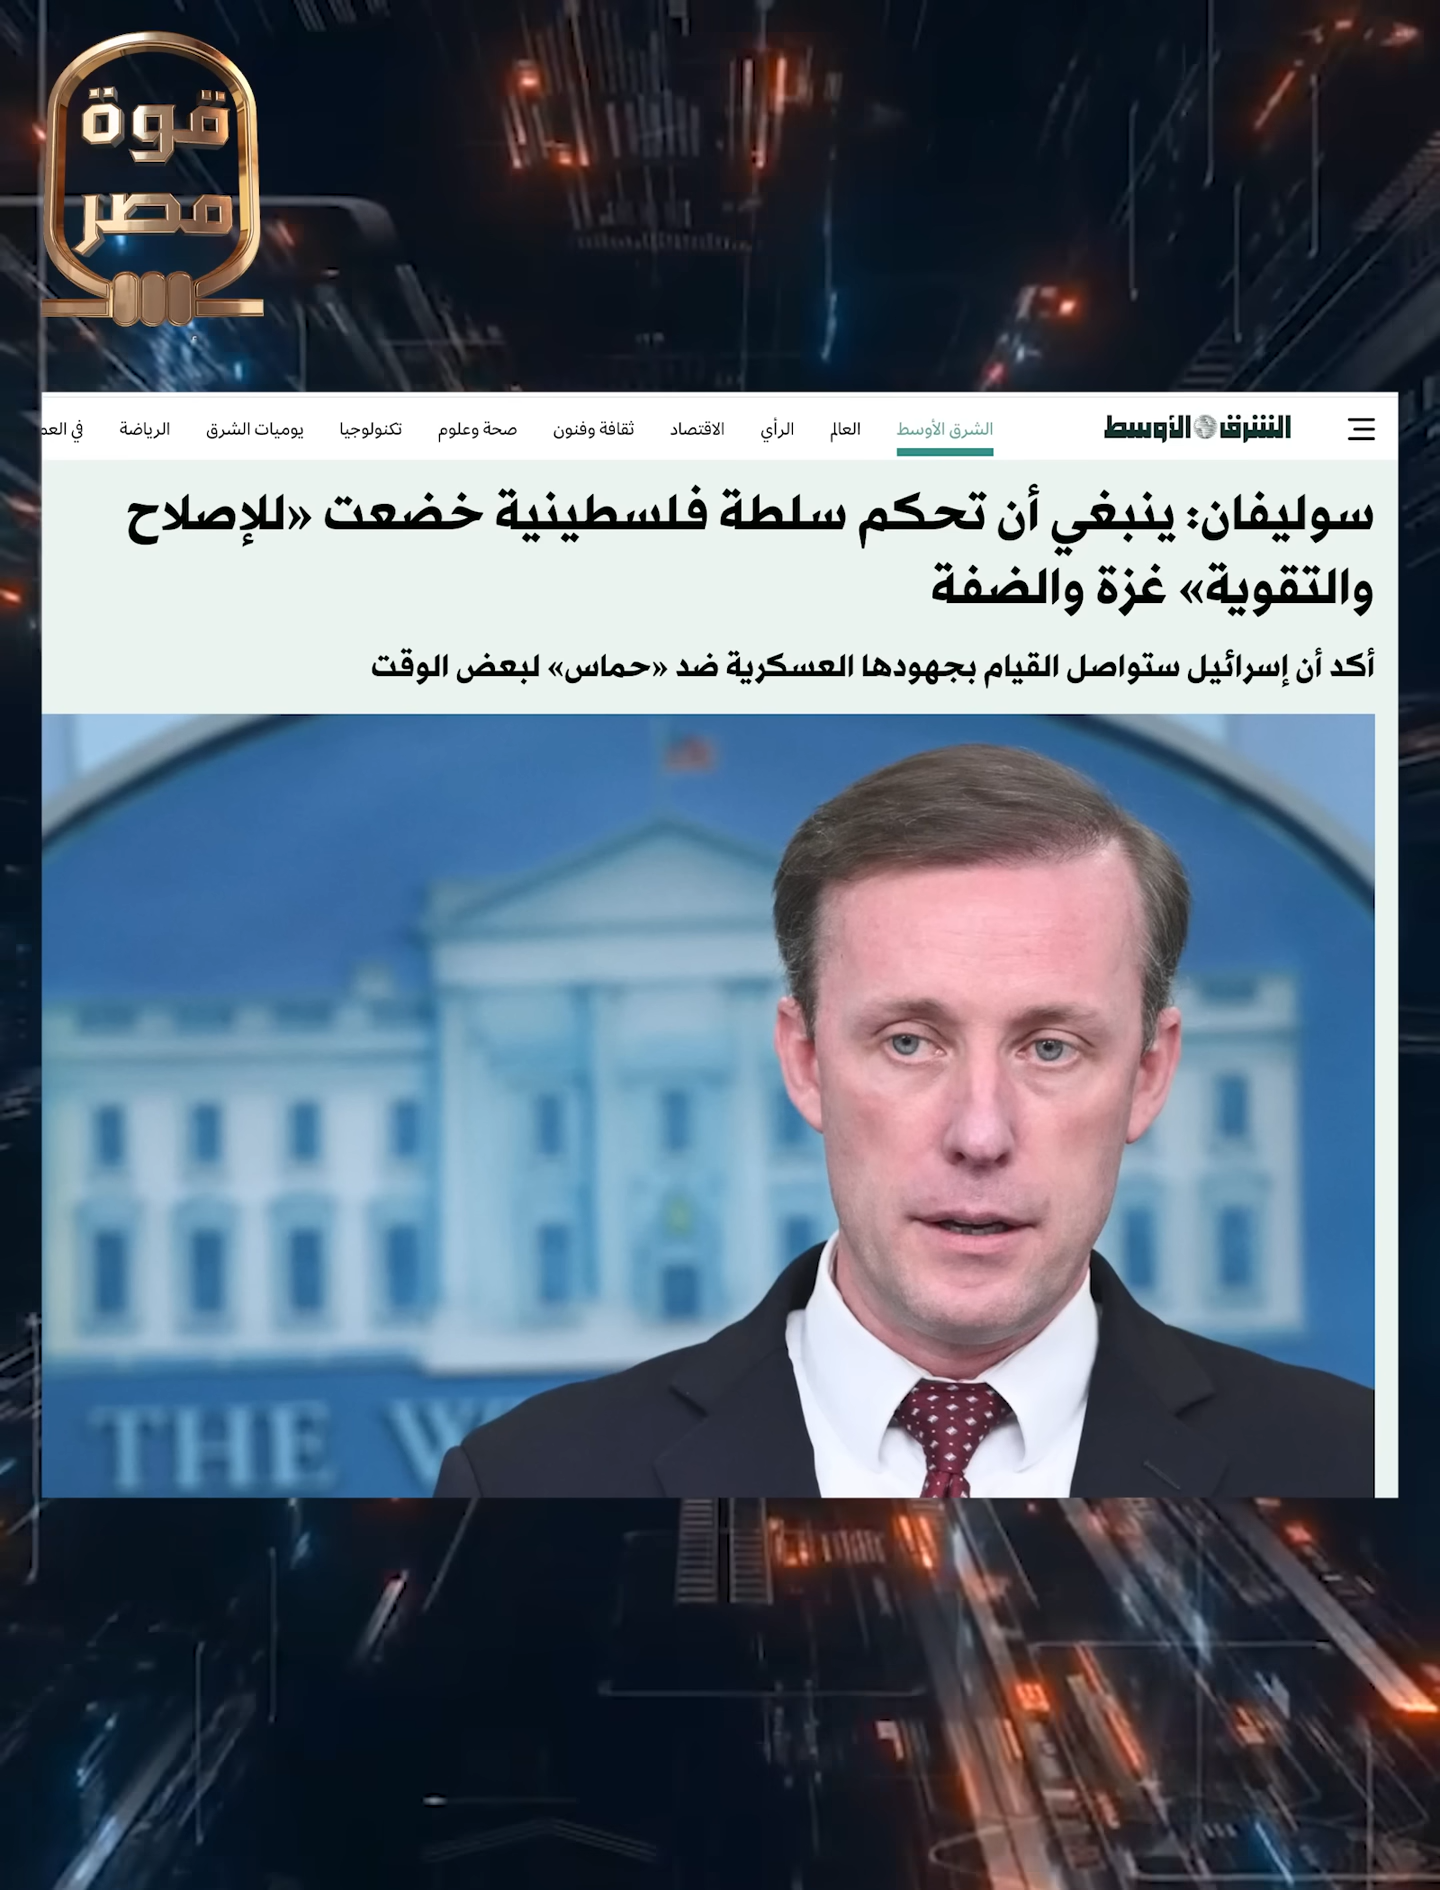 قوة
مصر
الشرق الأوسط
الشرق الأوسط العالم الرأي الاقتصاد ثقافة وفنون صحة وعلوم تكنولوجيا يوميات الشرق الرياضة في العم
سوليفان: ينبغي أن تحكم سلطة فلسطينية خضعت «للإصلاح
والتقوية» غزة والضفة
أكد أن إسرائيل ستواصل القيام بجهودها العسكرية ضد «حماس» لبعض الوقت
THE W